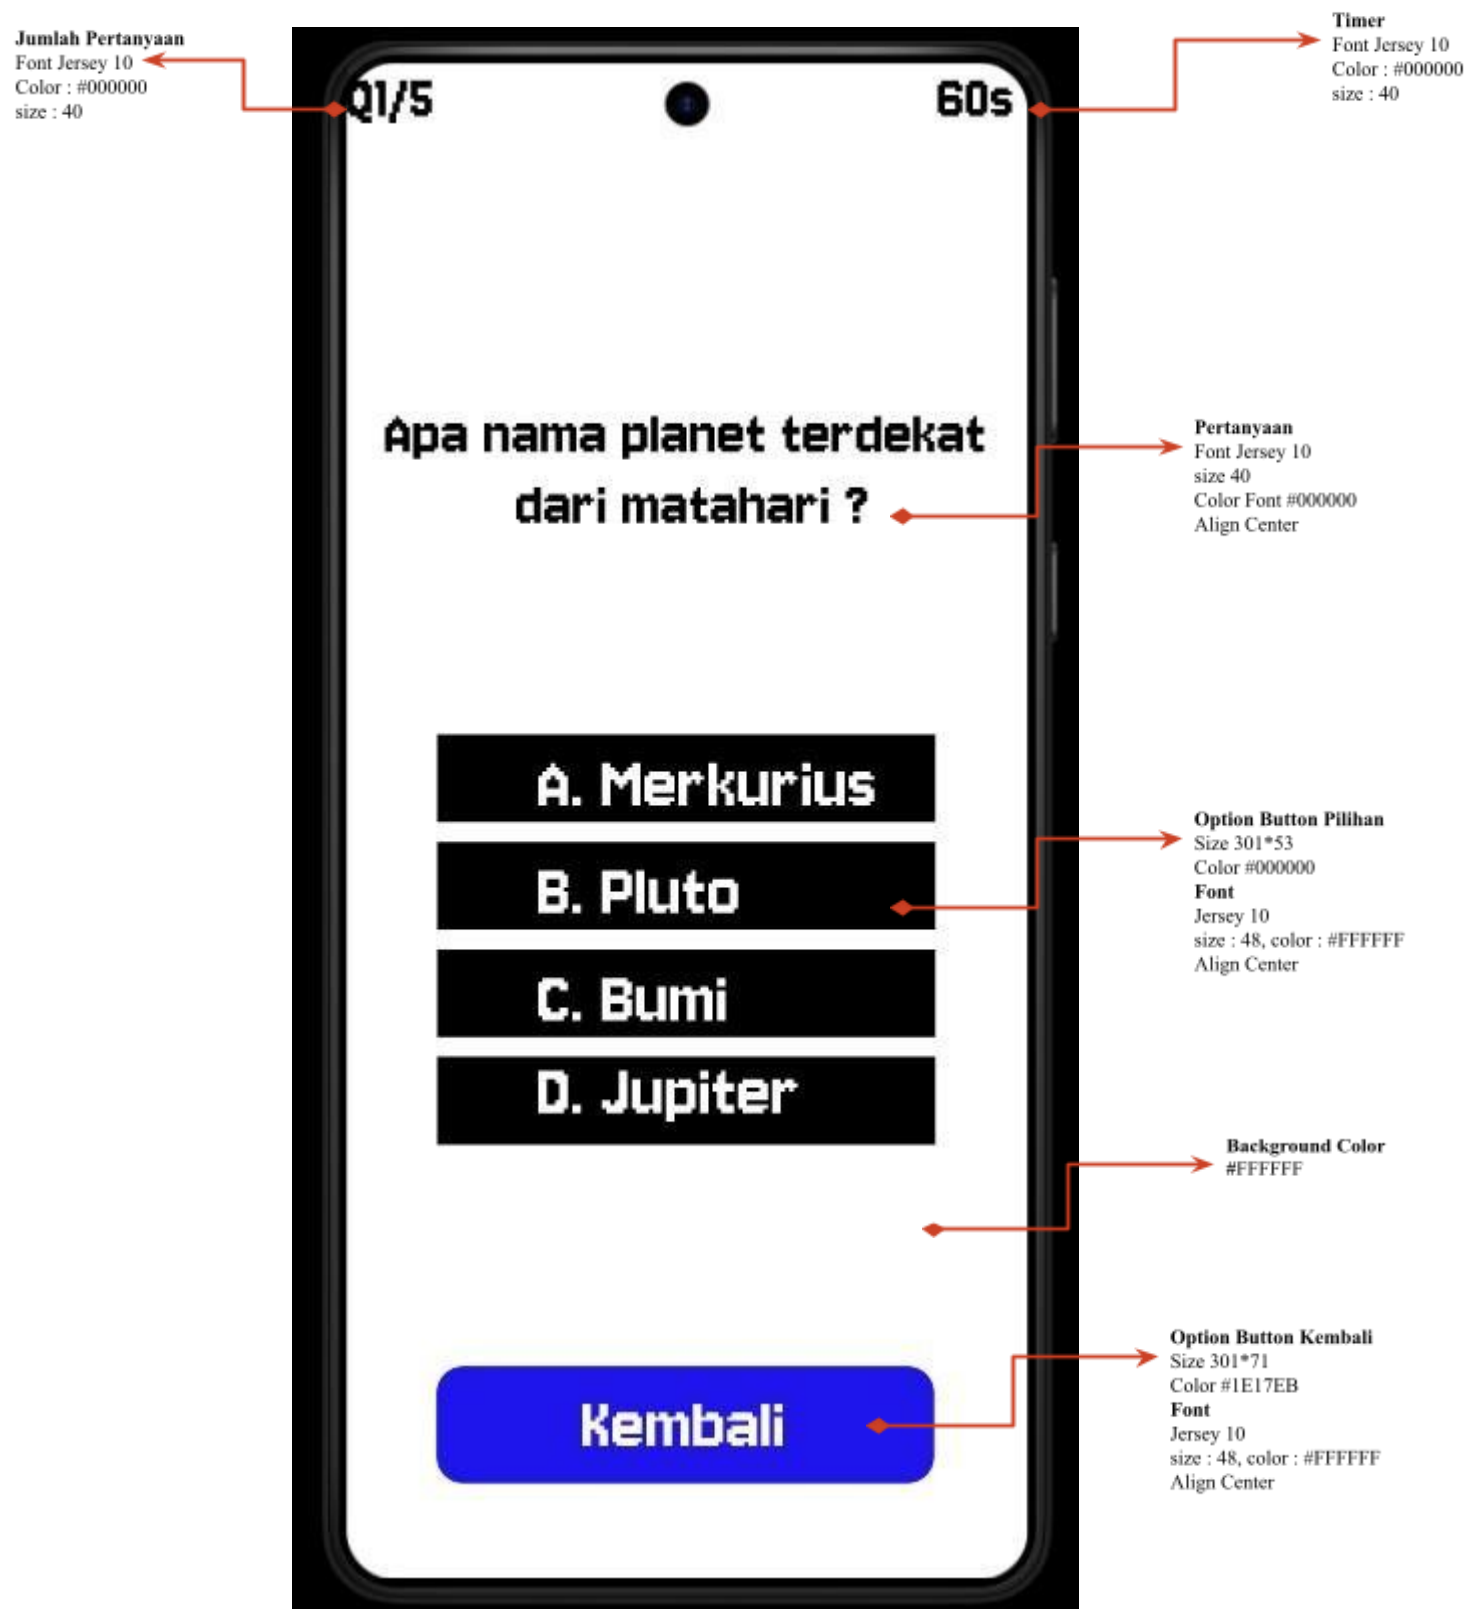 Jumlah Pertanyaan
Font Jersey 10
Color : #000000
size : 40
Timer
Font Jersey 10
Color : #000000
size : 40
Q1/5
60s
Apa nama planet terdekat
dari matahari ?
Pertanyaan
Font Jersey 10
size 40
Color Font #000000
Align Center
A. Merkurius
B. Pluto
C. Bumi
D. Jupiter
Option Button Pilihan
Size 301*53
Color #000000
Font
Jersey 10
size : 48, color : #FFFFFF
Align Center
Background Color
#FFFFFF
Kembali
Option Button Kembali
Size 301*71
Color #1E17EB
Font
Jersey 10
size : 48, color : #FFFFFF
Align Center